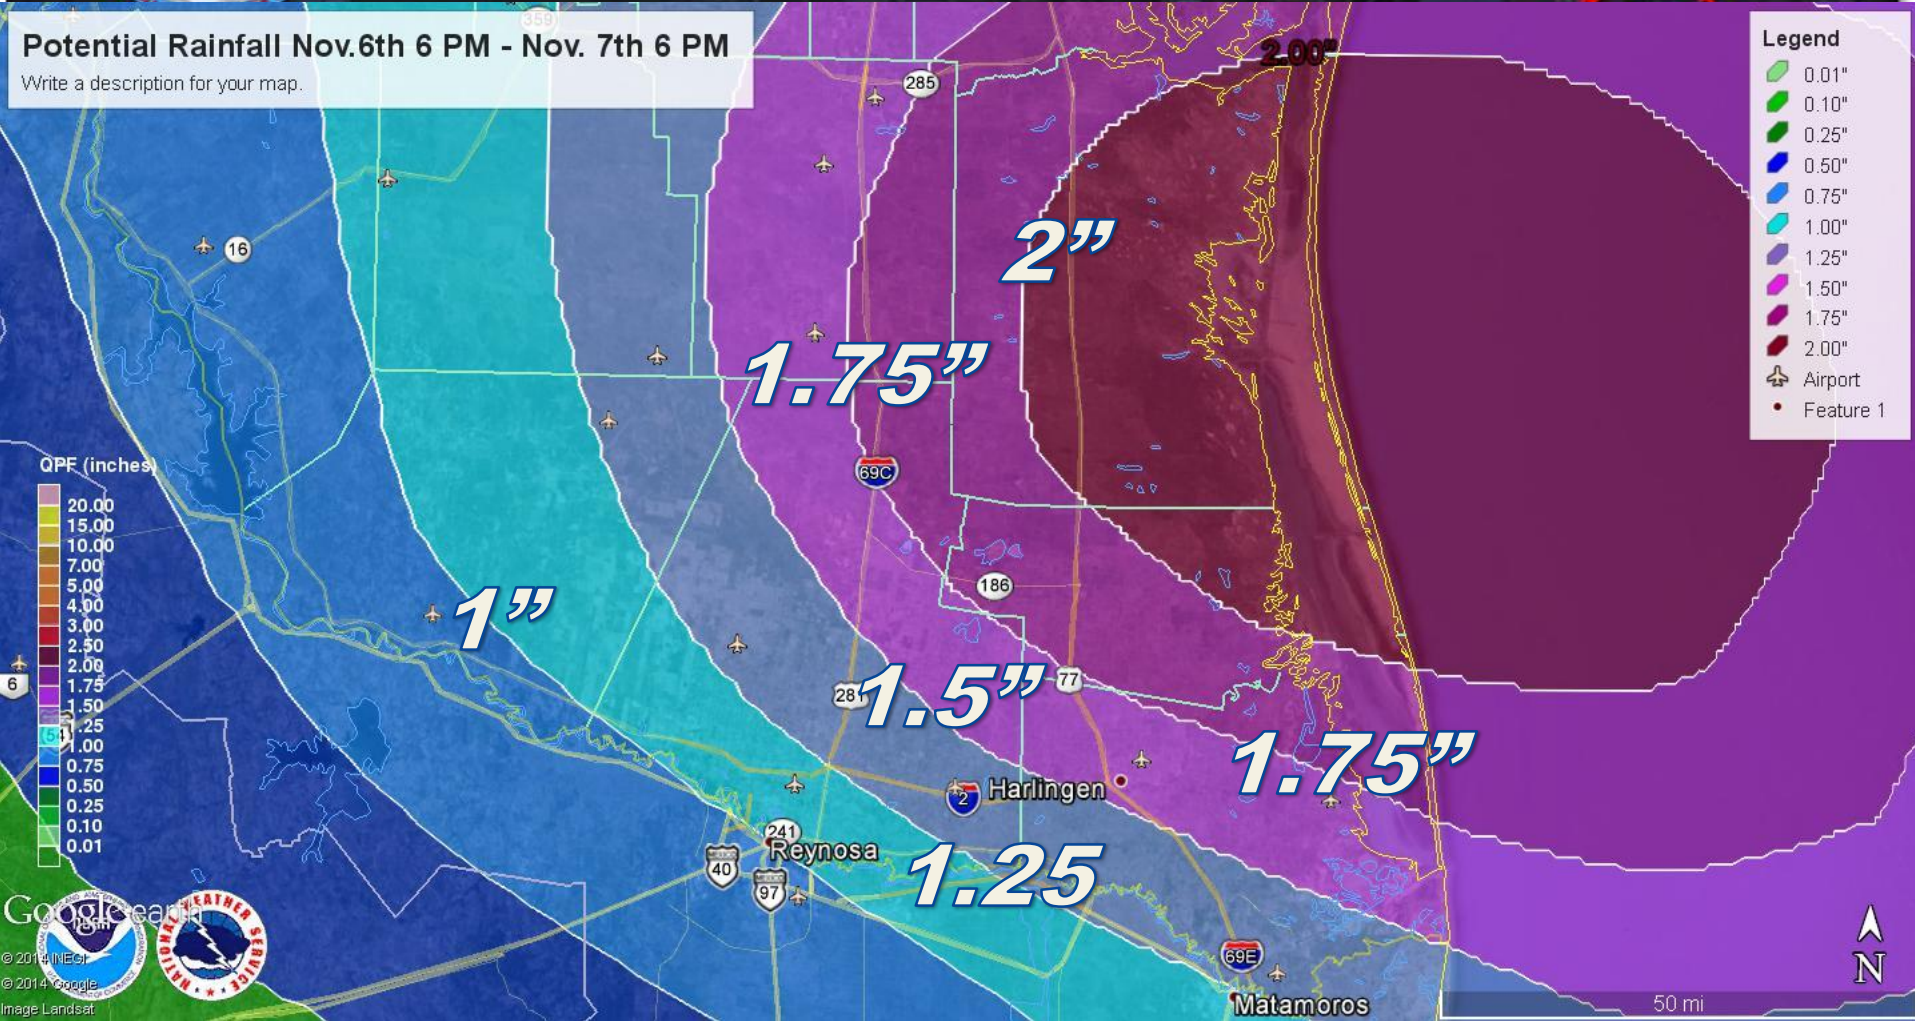 359
Potential Rainfall Nov.6th 6 PM - Nov. 7th 6 PM
Write a description for your map.
285
2.00"
Legend
0.01"
0.10"
0.25"
0.50"
0.75"
1.00"
1.25"
1.50"
1.75"
2.00"
Airport
Feature 1
16
2”
1.75”
69C
QPF (inches)
20.00
15.00
10.00
7.00
5.00
4.00
3.00
2.50
2.00
1.75
1.50
1.25
1.00
0.75
0.50
0.25
0.10
0.01
6
54
186
1”
281
1.5”
77
1.75”
2
Harlingen
241
Reynosa
40
97
1.25
69E
Matamoros
Google earth
NATIONAL WEATHER SERVICE
© 2014 INEGI
© 2014 Google
Image Landsat
N
50 mi